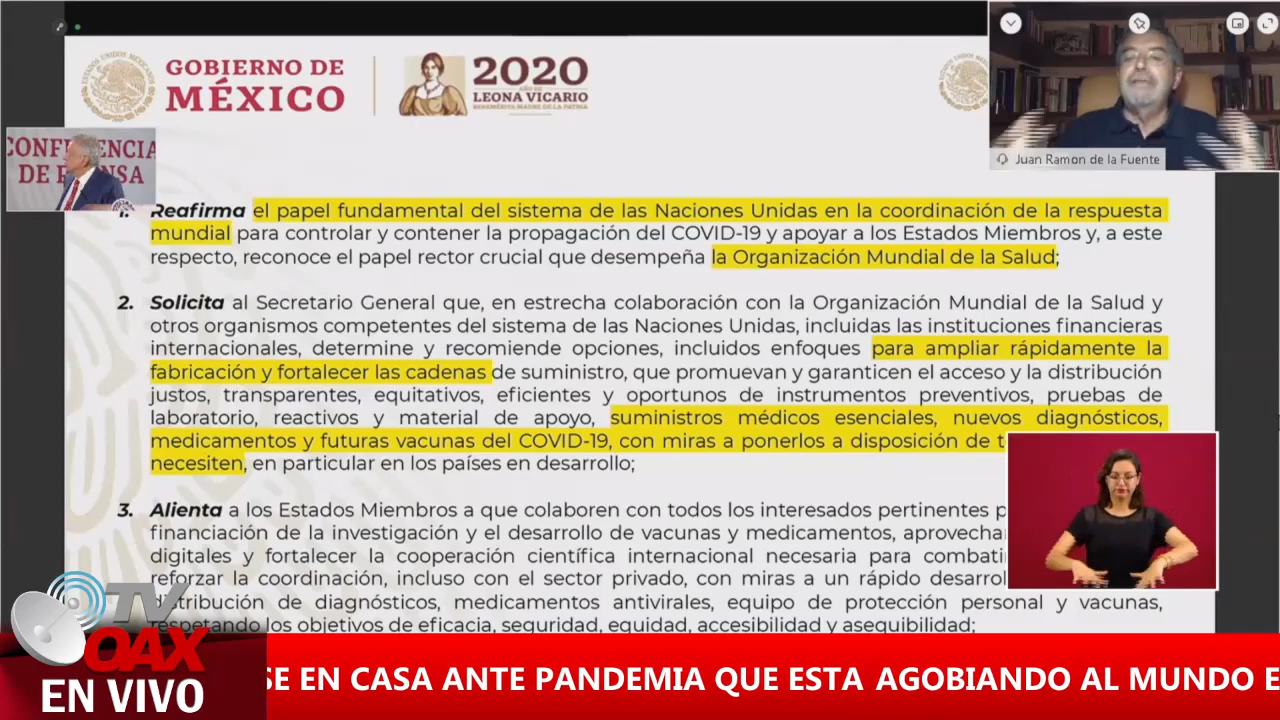 GOBIERNO DE
MÉXICO
2020
AÑO DE
LEONA VICARIO
BENEMÉRITA MADRE DE LA PATRIA
Juan Ramon de la Fuente
CONFERENCIA
DE PRENSA
1. Reafirma el papel fundamental del sistema de las Naciones Unidas en la coordinación de la respuesta
mundial para controlar y contener la propagación del COVID-19 y apoyar a los Estados Miembros y, a este
respecto, reconoce el papel rector crucial que desempeña la Organización Mundial de la Salud;
2. Solicita al Secretario General que, en estrecha colaboración con la Organización Mundial de la Salud y
otros organismos competentes del sistema de las Naciones Unidas, incluidas las instituciones financieras
internacionales, determine y recomiende opciones, incluidos enfoques para ampliar rápidamente la
fabricación y fortalecer las cadenas de suministro, que promuevan y garanticen el acceso y la distribución
justos, transparentes, equitativos, eficientes y oportunos de instrumentos preventivos, pruebas de
laboratorio, reactivos y material de apoyo, suministros médicos esenciales, nuevos diagnósticos,
medicamentos y futuras vacunas del COVID-19, con miras a ponerlos a disposición de
necesiten, en particular en los países en desarrollo;
3. Alienta a los Estados Miembros a que colaboren con todos los interesados pertinentes
financiación de la investigación y el desarrollo de vacunas y medicamentos,
digitales y fortalecer la cooperación científica internacional necesaria para
reforzar la coordinación, incluso con el sector privado, con miras a un rápido
distribución de diagnósticos, medicamentos antivirales, equipo de protección personal y vacunas,
respetando los objetivos de eficacia, seguridad, equidad, accesibilidad y asequibilidad;
TV
OAX
EN VIVO
SE EN CASA ANTE PANDEMIA QUE ESTA AGOBIANDO AL MUNDO E